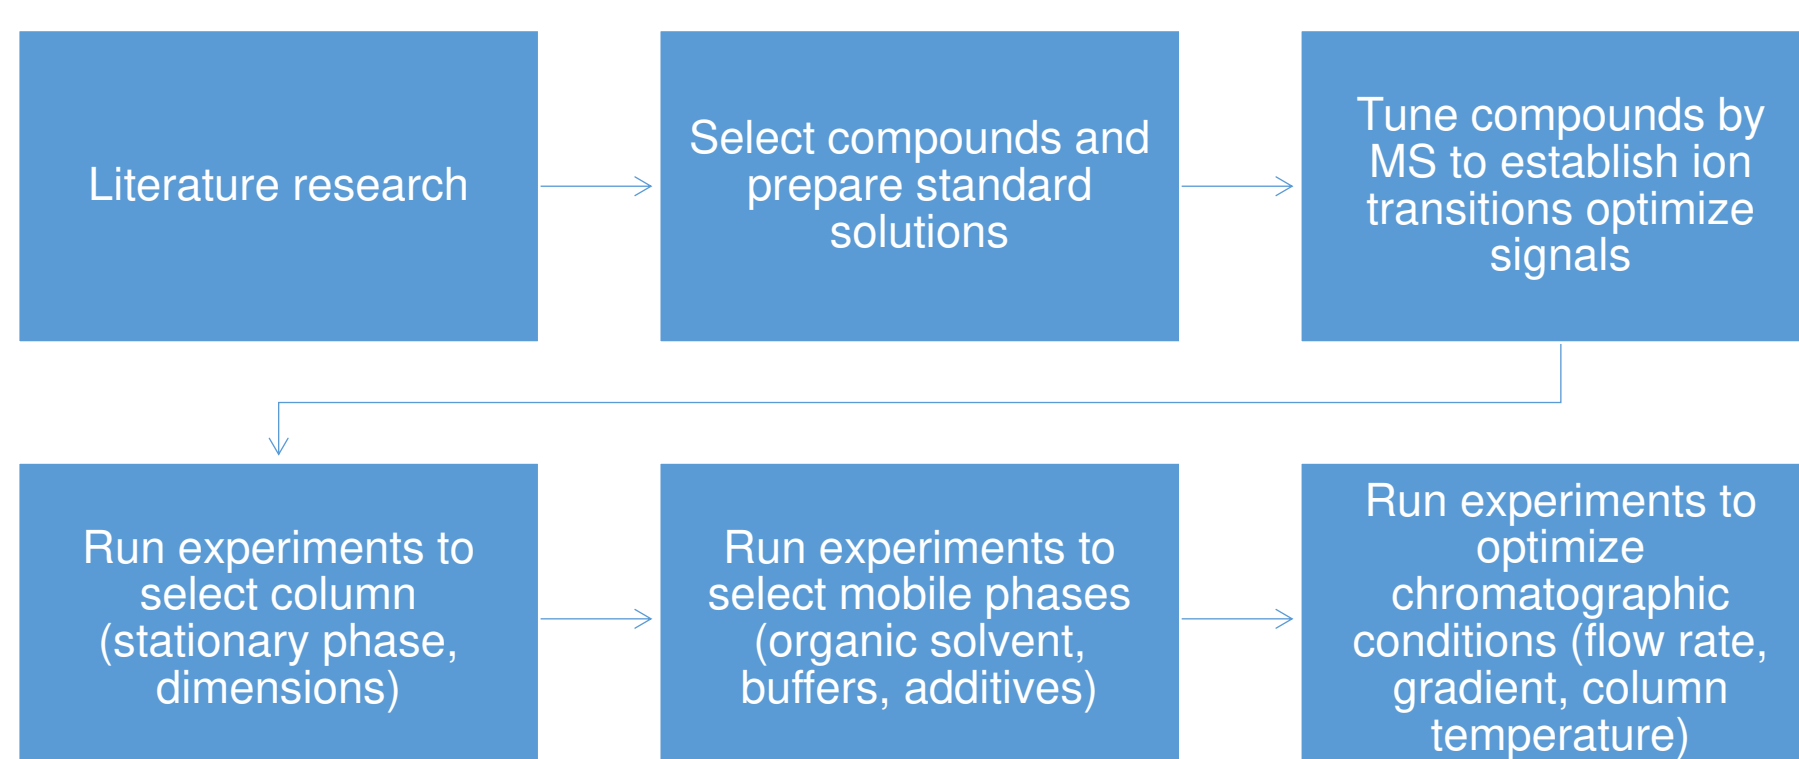 Literature research
Select compounds and
prepare standard
solutions
Tune compounds by
MS to establish ion
transitions optimize
signals
Run experiments to
select column
(stationary phase,
dimensions)
Run experiments to
select mobile phases
(organic solvent,
buffers, additives)
Run experiments to
optimize
chromatographic
conditions (flow rate,
gradient, column
temperature)